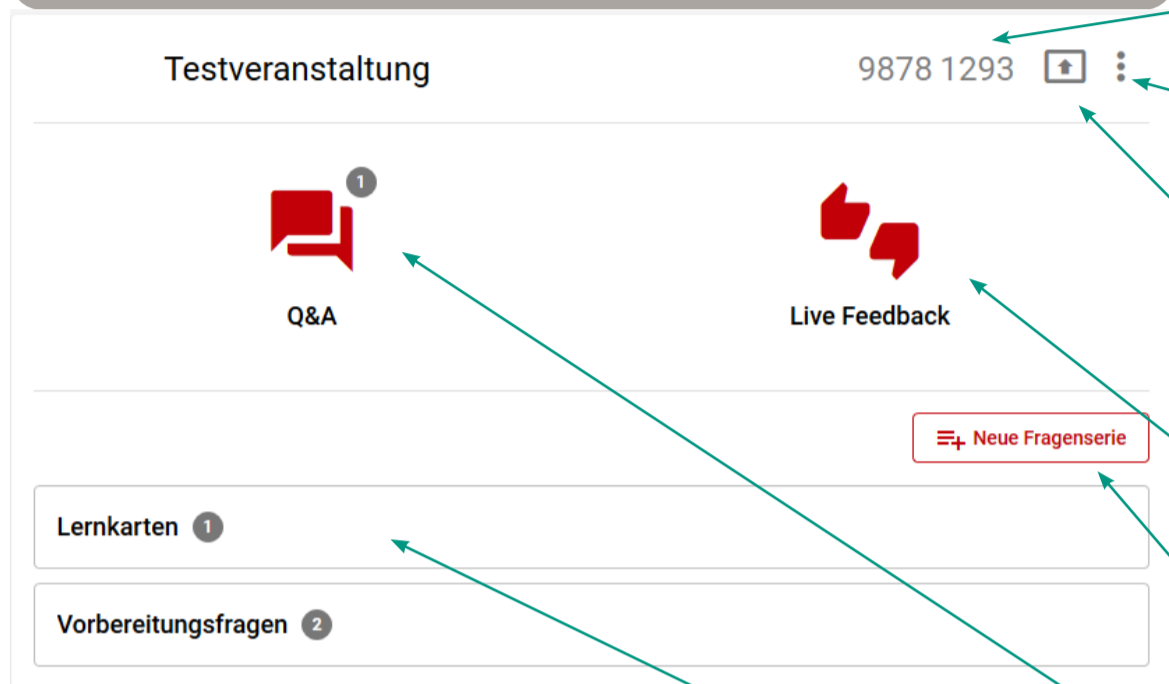 Testveranstaltung 9878 1293
1
Q&A Live Feedback
Neue Fragenserie
Lernkarten 1
Vorbereitungsfragen 2